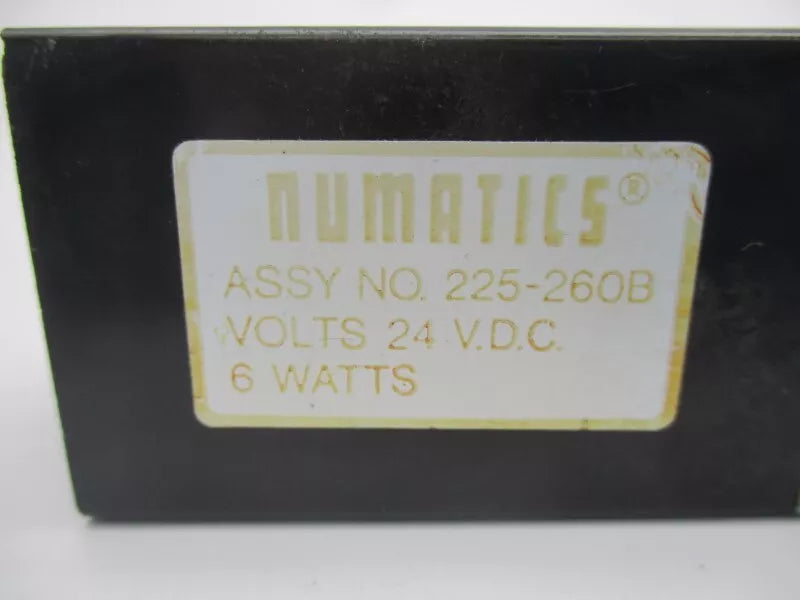 NUMATICS®
ASSY NO. 225-260B
VOLTS 24 V.D.C.
6 WATTS